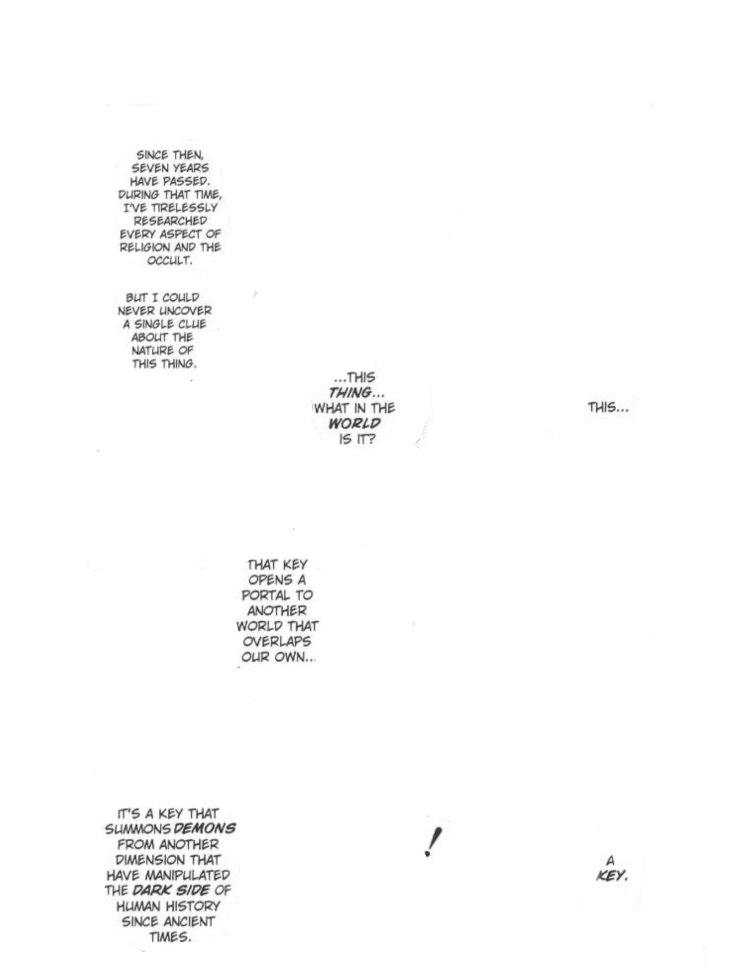 SINCE THEN,
SEVEN YEARS
HAVE PASSED.
DURING THAT TIME,
I'VE TIRELESSLY
RESEARCHED
EVERY ASPECT OF
RELIGION AND THE
OCCULT.
BUT I COULD
NEVER UNCOVER
A SINGLE CLUE
ABOUT THE
NATURE OF
THIS THING.
THIS...
...THIS
THING...
WHAT IN THE
WORLD
IS IT?
THAT KEY
OPENS A
PORTAL TO
ANOTHER
WORLD THAT
OVERLAPS
OUR OWN...
A
KEY.
!
IT'S A KEY THAT
SUMMONS DEMONS
FROM ANOTHER
DIMENSION THAT
HAVE MANIPULATED
THE DARK SIDE OF
HUMAN HISTORY
SINCE ANCIENT
TIMES.